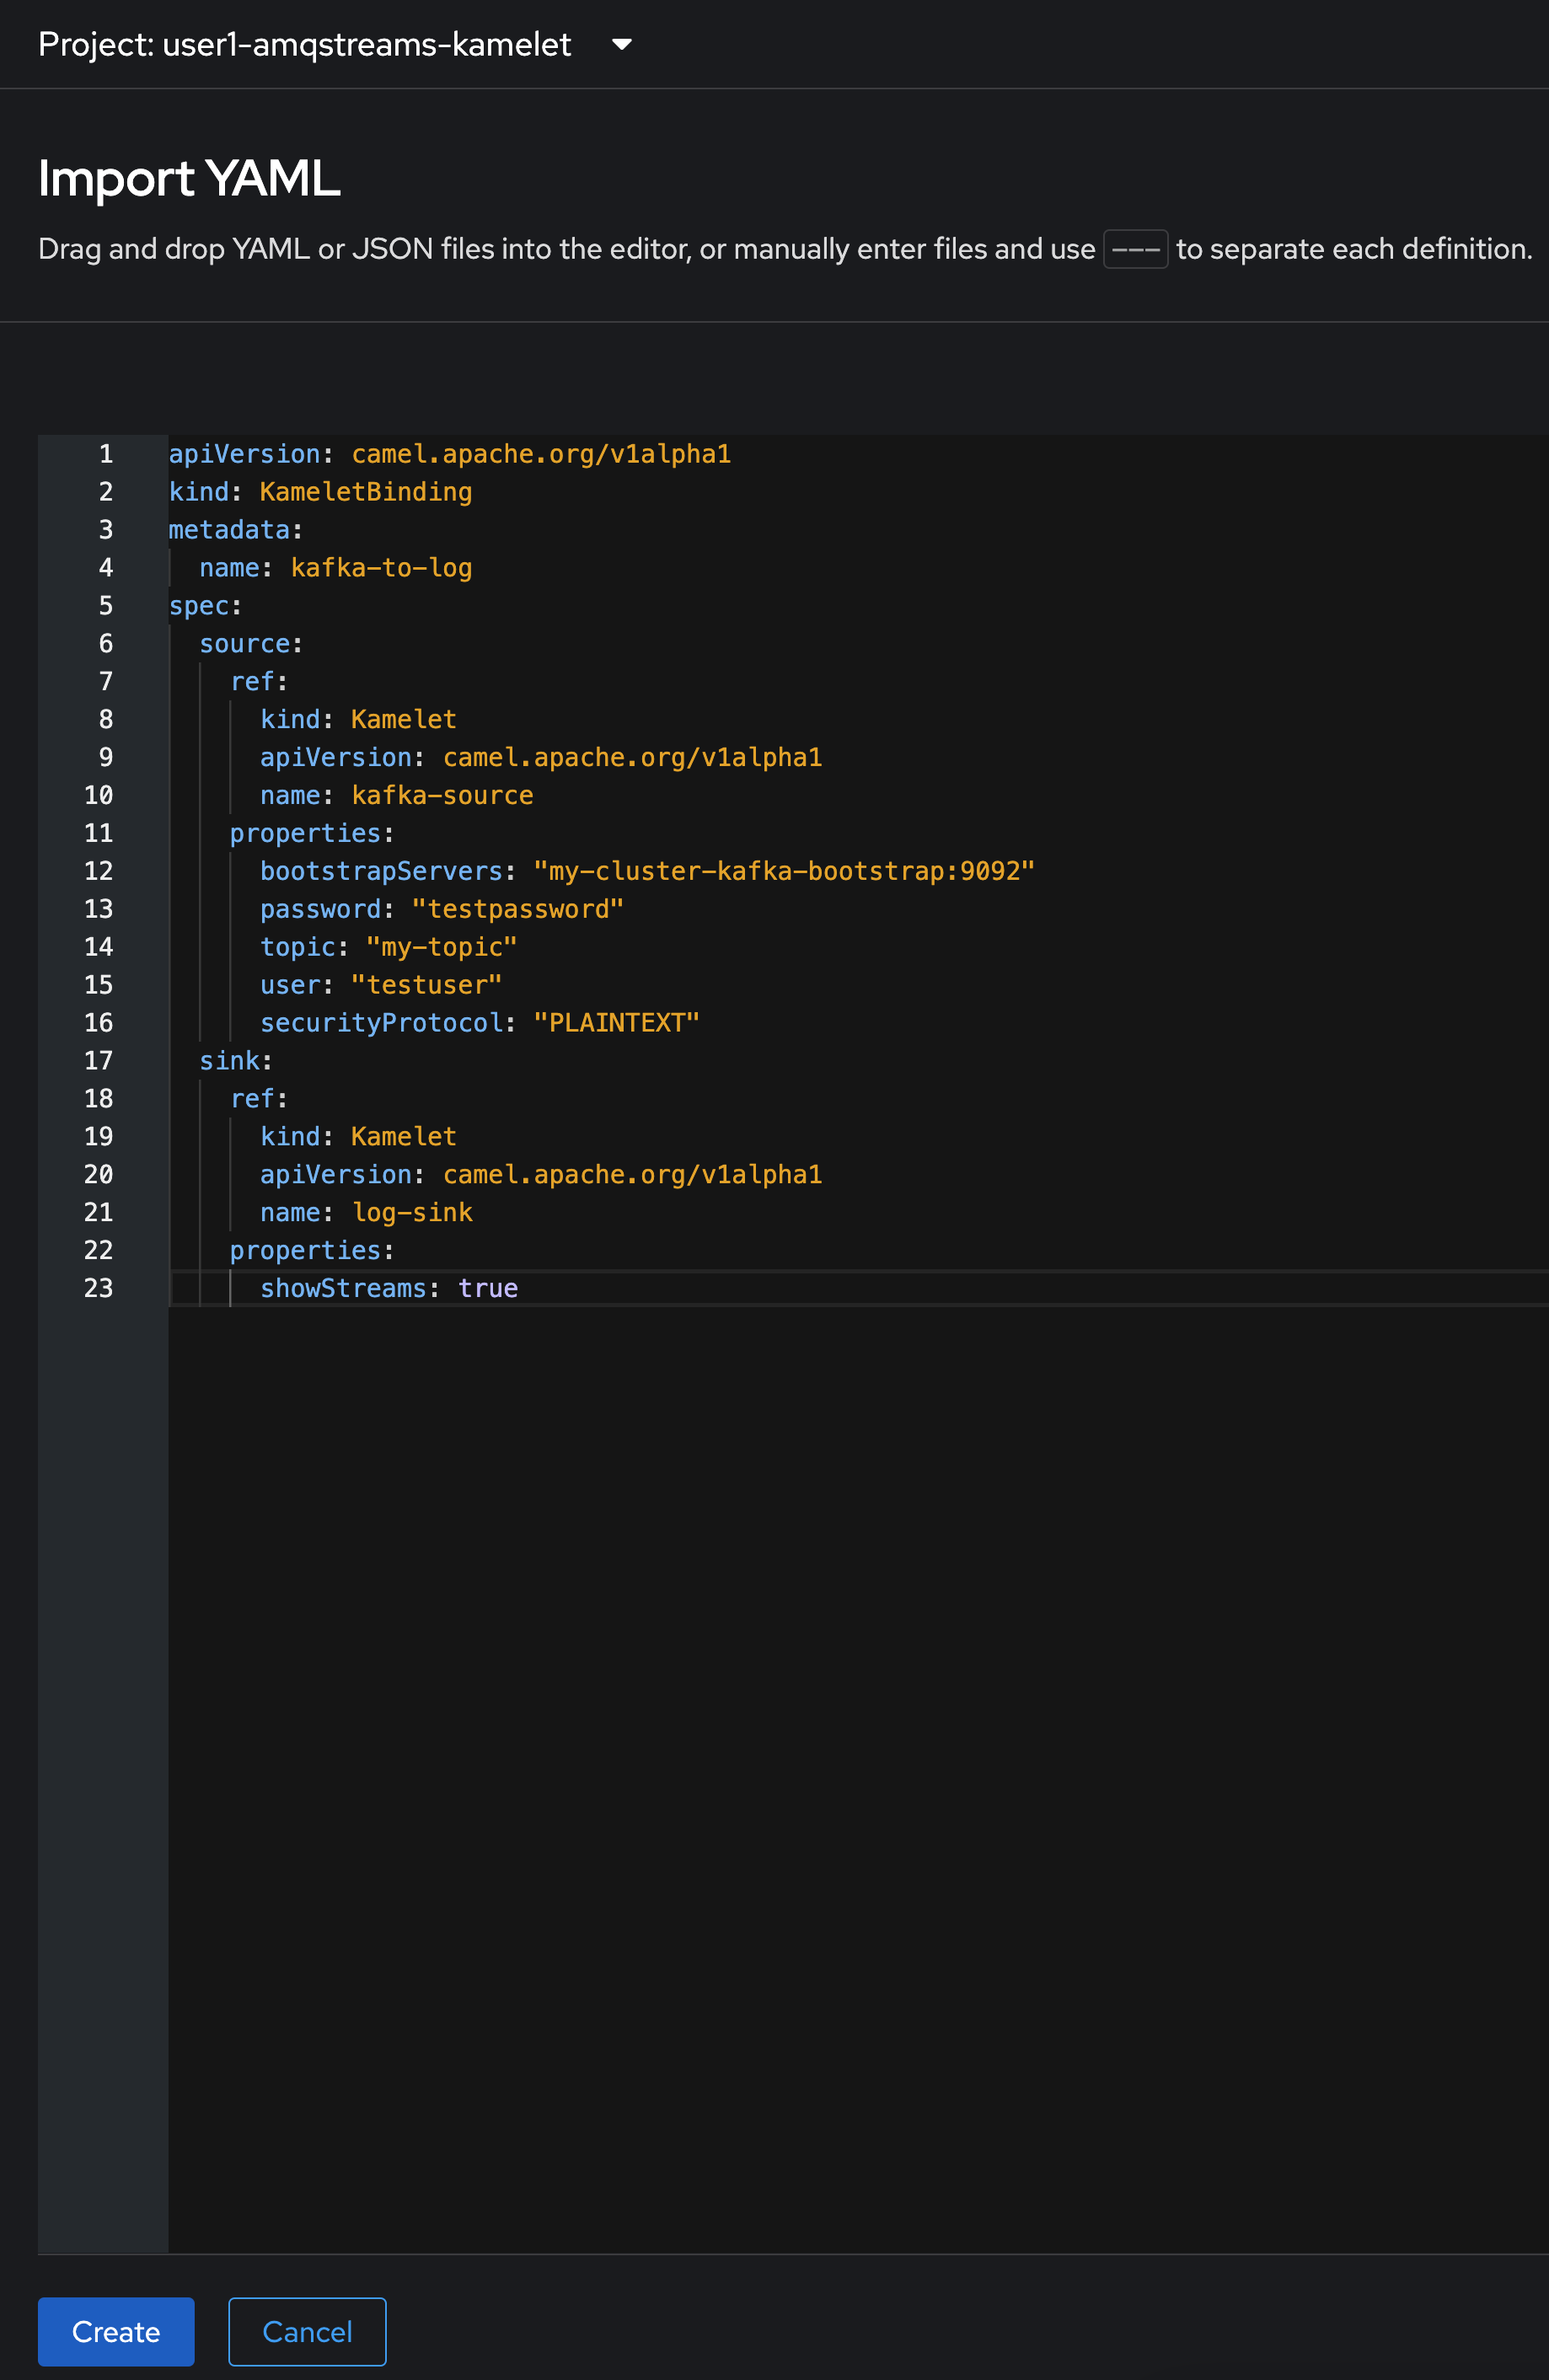 Project: user1-amqstreams-kamelet
Import YAML
Drag and drop YAML or JSON files into the editor, or manually enter files and use --- to separate each definition.
1 apiVersion: camel.apache.org/v1alpha1
2 kind: KameletBinding
3 metadata:
4   name: kafka-to-log
5 spec:
6   source:
7     ref:
8       kind: Kamelet
9       apiVersion: camel.apache.org/v1alpha1
10       name: kafka-source
11     properties:
12       bootstrapServers: "my-cluster-kafka-bootstrap:9092"
13       password: "testpassword"
14       topic: "my-topic"
15       user: "testuser"
16       securityProtocol: "PLAINTEXT"
17   sink:
18     ref:
19       kind: Kamelet
20       apiVersion: camel.apache.org/v1alpha1
21       name: log-sink
22     properties:
23       showStreams: true
Create Cancel